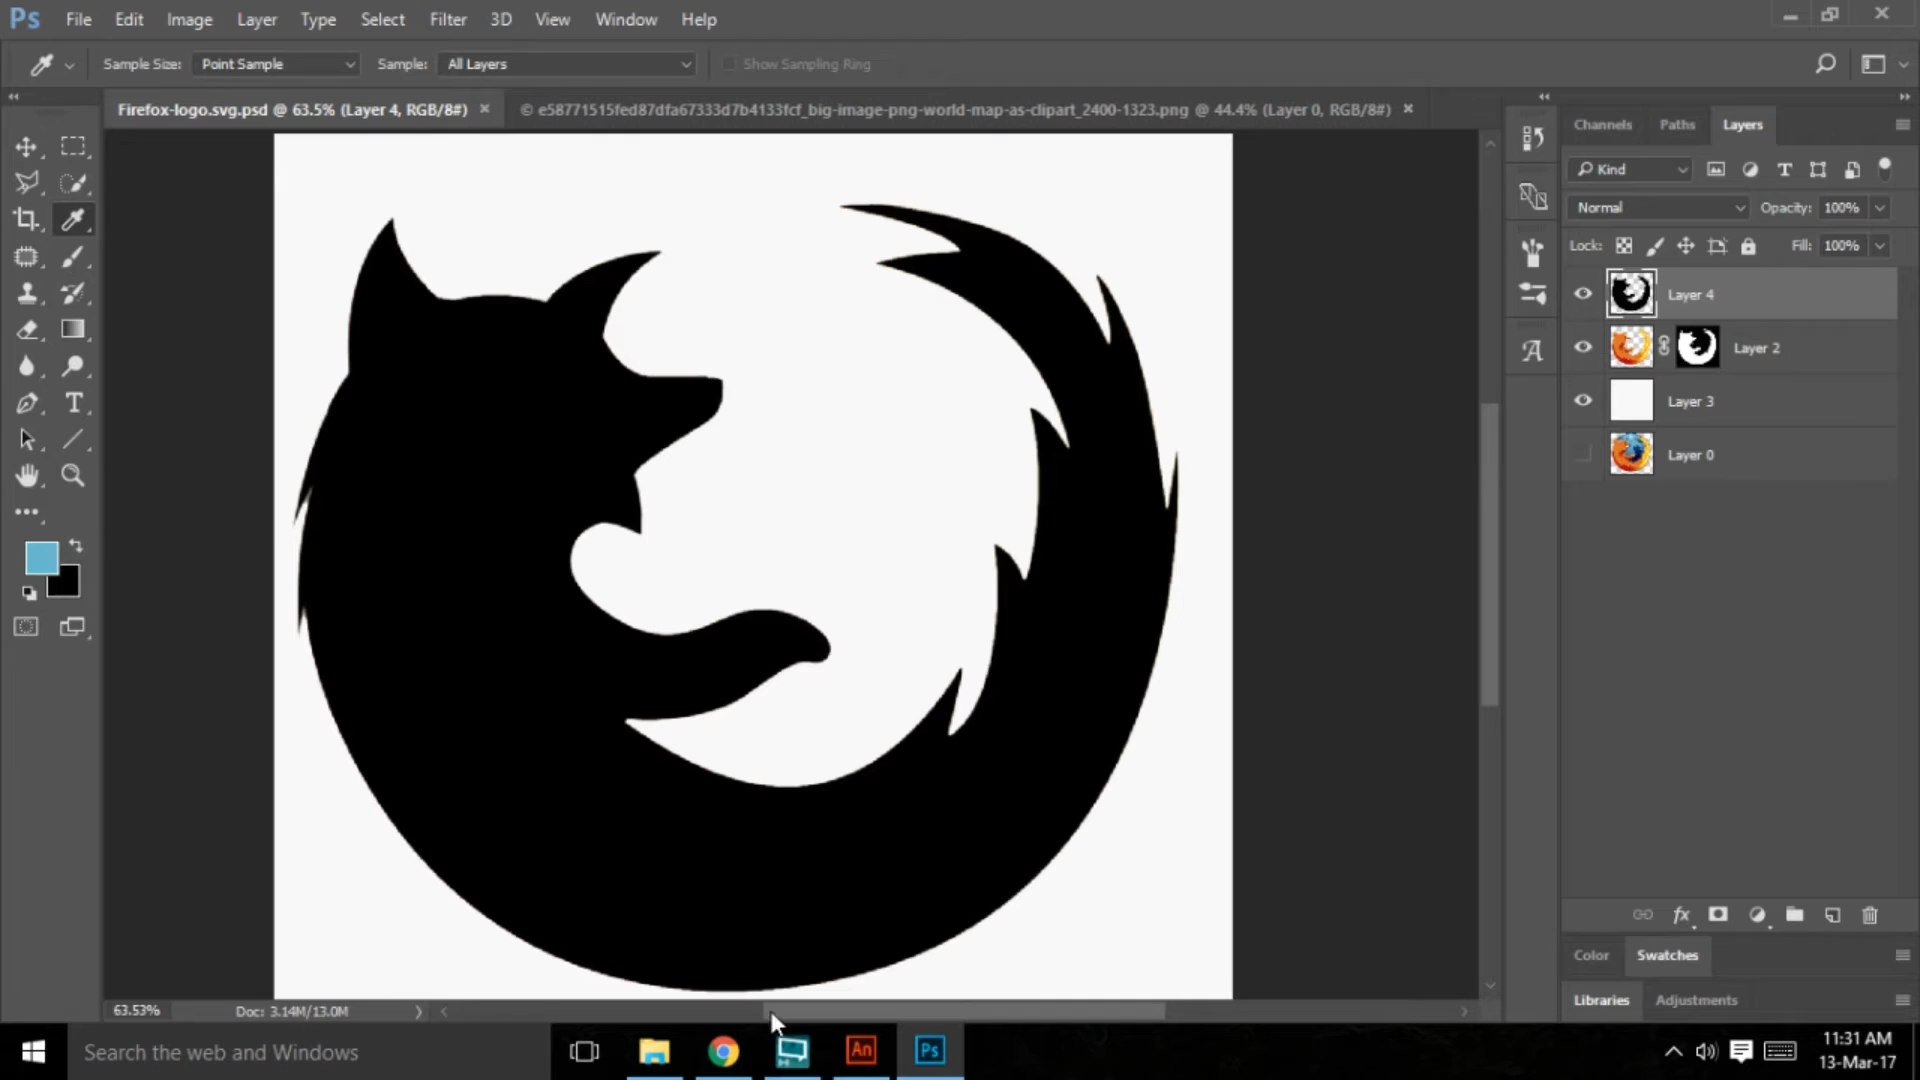 Ps File Edit Image Layer Type Select Filter 3D View Window Help
Sample Size: Point Sample Sample: All Layers Show Sampling Ring
Firefox-logo.svg.psd @ 63.5% (Layer 4, RGB/8#) × © e58771515fed87dfa67333d7b4133fcf_big-image-png-world-map-as-clipart_2400-1323.png @ 44.4% (Layer 0, RGB/8#) ×
Channels Paths Layers
Kind
Normal Opacity: 100%
Lock: Fill: 100%
Layer 4
Layer 2
Layer 3
Layer 0
fx
Color Swatches
Libraries Adjustments
63.53% Doc: 3.14M/13.0M
Search the web and Windows
An
Ps
11:31 AM
13-Mar-17